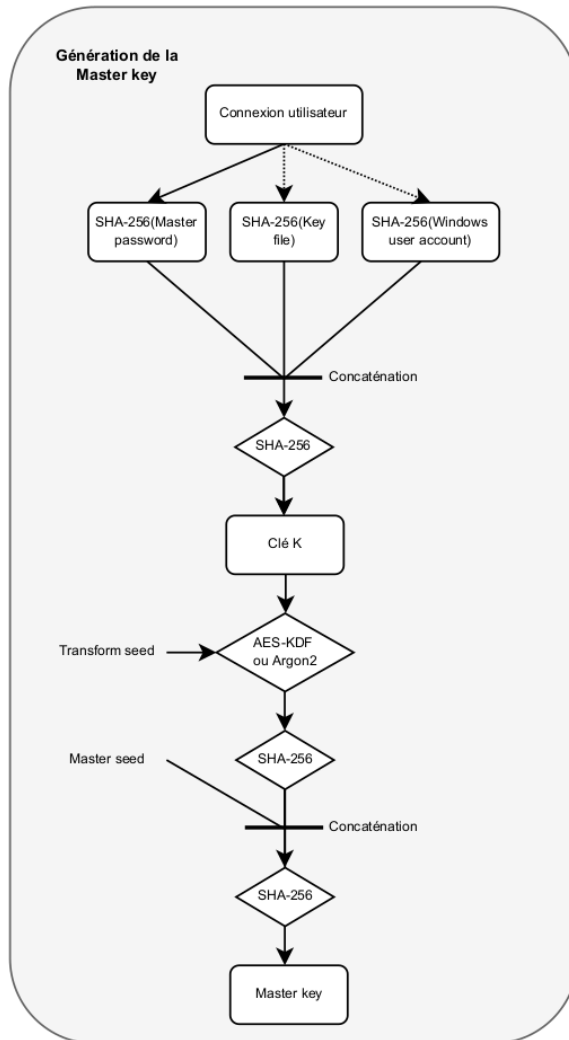 Génération de la
Master key
Connexion utilisateur
SHA-256(Master
password)
SHA-256(Key
file)
SHA-256(Windows
user account)
Concaténation
SHA-256
Clé K
Transform seed
AES-KDF
ou Argon2
Master seed
SHA-256
Concaténation
SHA-256
Master key